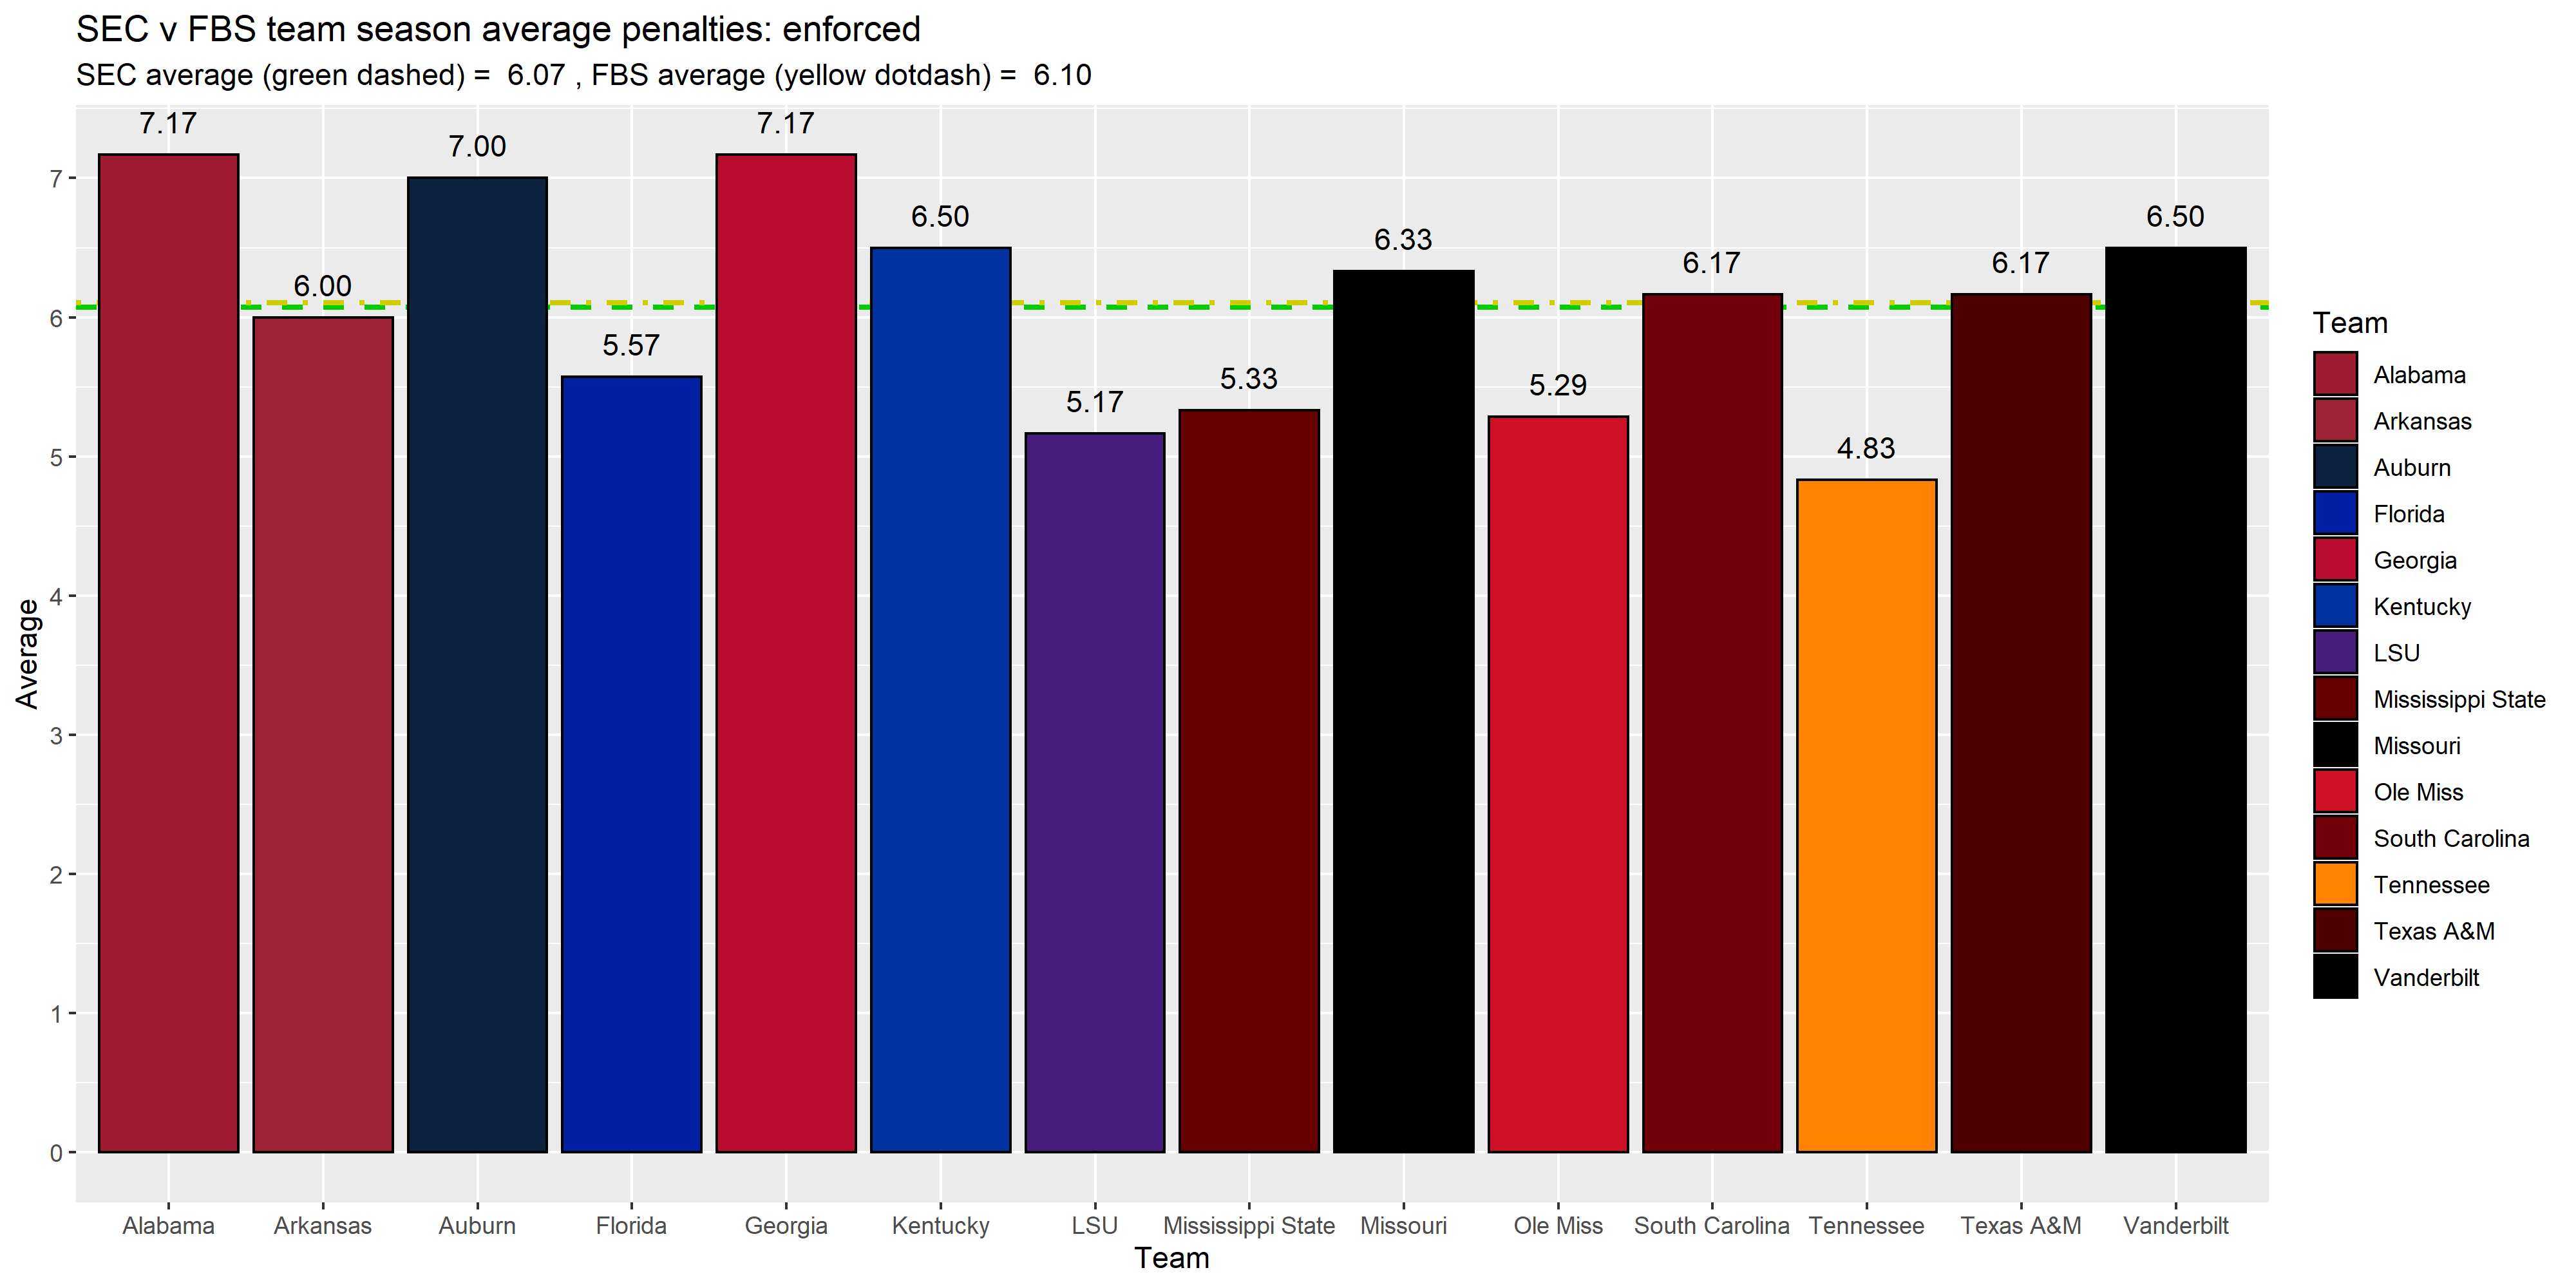 SEC v FBS team season average penalties: enforced
SEC average (green dashed) =  6.07 , FBS average (yellow dotdash) =  6.10
7.17
6.00
7.00
5.57
7.17
6.50
5.17
5.33
6.33
5.29
6.17
4.83
6.17
6.50
Average
7
6
5
4
3
2
1
0
Alabama
Arkansas
Auburn
Florida
Georgia
Kentucky
LSU
Mississippi State
Missouri
Ole Miss
South Carolina
Tennessee
Texas A&M
Vanderbilt
Team
Team
Alabama
Arkansas
Auburn
Florida
Georgia
Kentucky
LSU
Mississippi State
Missouri
Ole Miss
South Carolina
Tennessee
Texas A&M
Vanderbilt